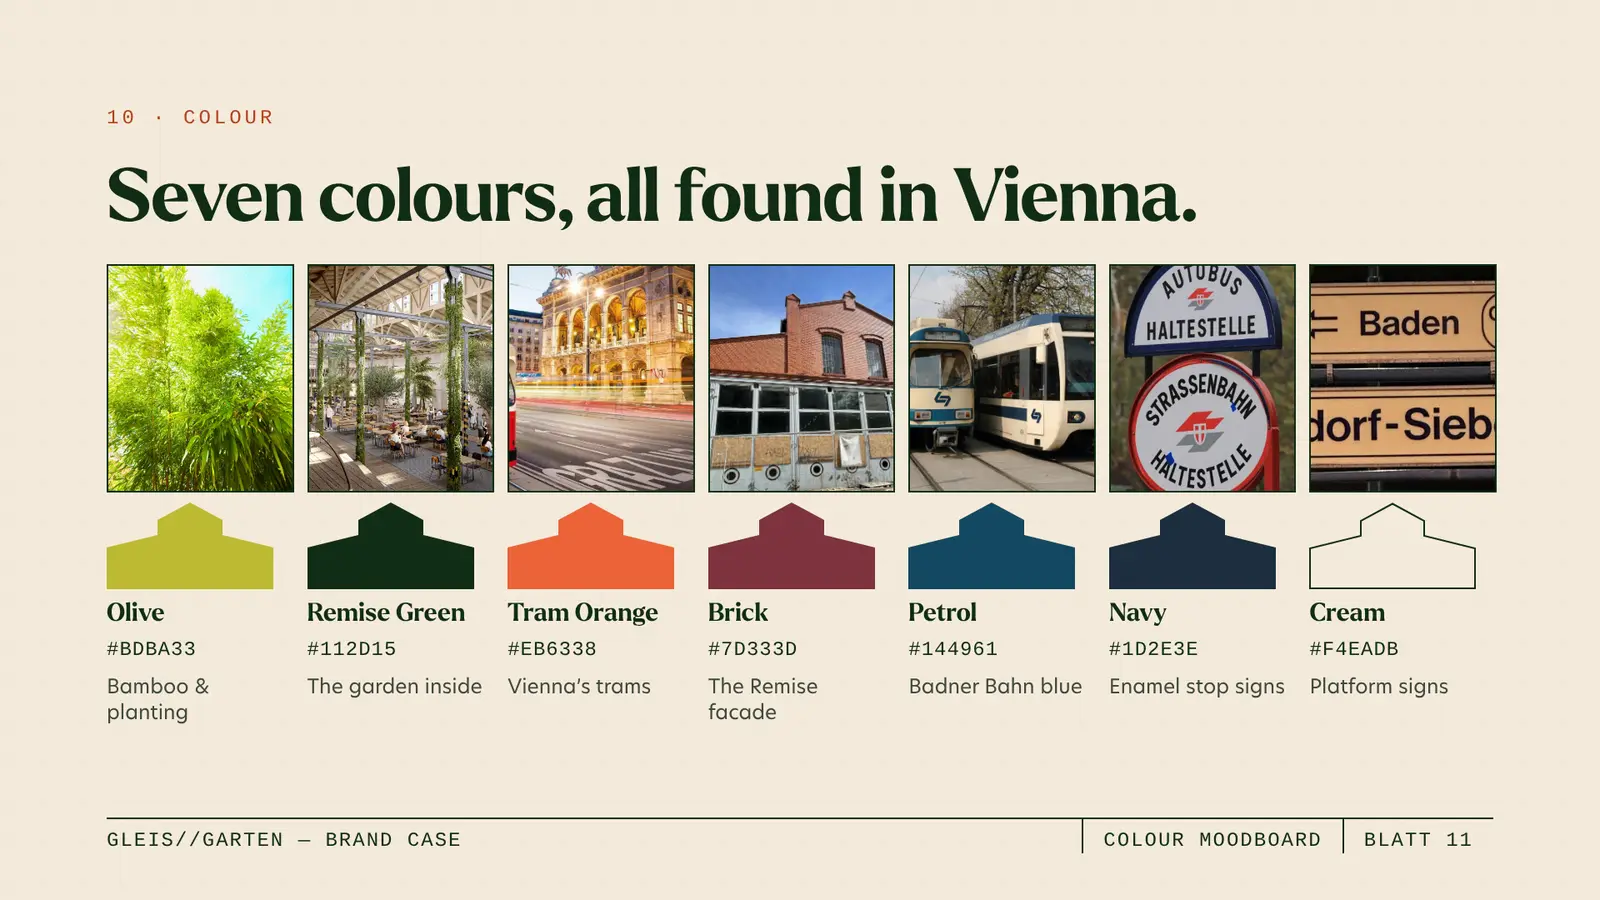 10 · COLOUR
Seven colours, all found in Vienna.
AUTOBUS
HALTESTELLE
STRASSENBAHN
HALTESTELLE
Baden
dorf-Sieb
Olive
#BDBA33
Bamboo &
planting
Remise Green
#112D15
The garden inside
Tram Orange
#EB6338
Vienna’s trams
Brick
#7D333D
The Remise
facade
Petrol
#144961
Badner Bahn blue
Navy
#1D2E3E
Enamel stop signs
Cream
#F4EADB
Platform signs
GLEIS//GARTEN — BRAND CASE
COLOUR MOODBOARD
BLATT 11